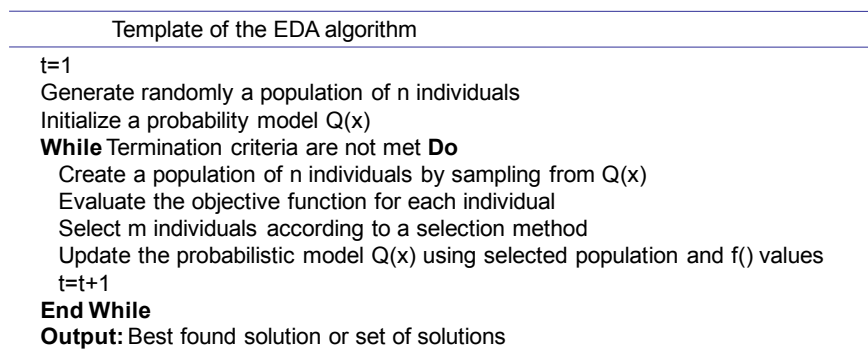 Template of the EDA algorithm
t=1
Generate randomly a population of n individuals
Initialize a probability model Q(x)
While Termination criteria are not met Do
Create a population of n individuals by sampling from Q(x)
Evaluate the objective function for each individual
Select m individuals according to a selection method
Update the probabilistic model Q(x) using selected population and f() values
t=t+1
End While
Output: Best found solution or set of solutions